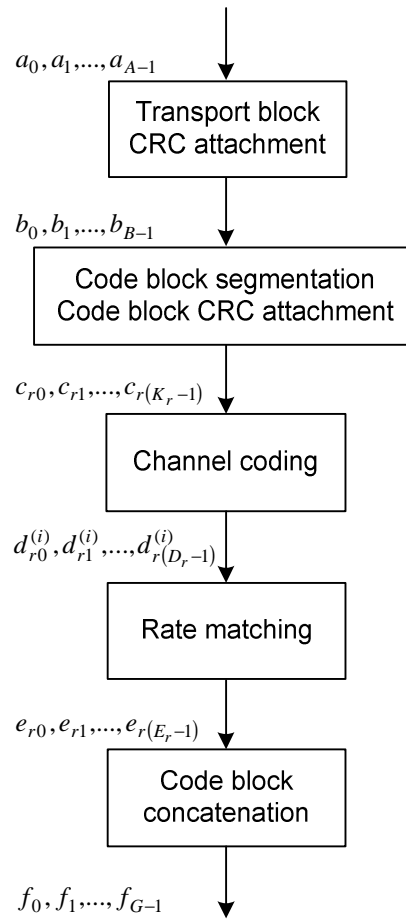 a_0, a_1,..., a_{A-1}
Transport block
CRC attachment
b_0, b_1,..., b_{B-1}
Code block segmentation
Code block CRC attachment
c_{r0}, c_{r1},..., c_{r(K_r-1)}
Channel coding
d_{r0}^{(i)}, d_{r1}^{(i)},..., d_{r(D_r-1)}^{(i)}
Rate matching
e_{r0}, e_{r1},..., e_{r(E_r-1)}
Code block
concatenation
f_0, f_1,..., f_{G-1}